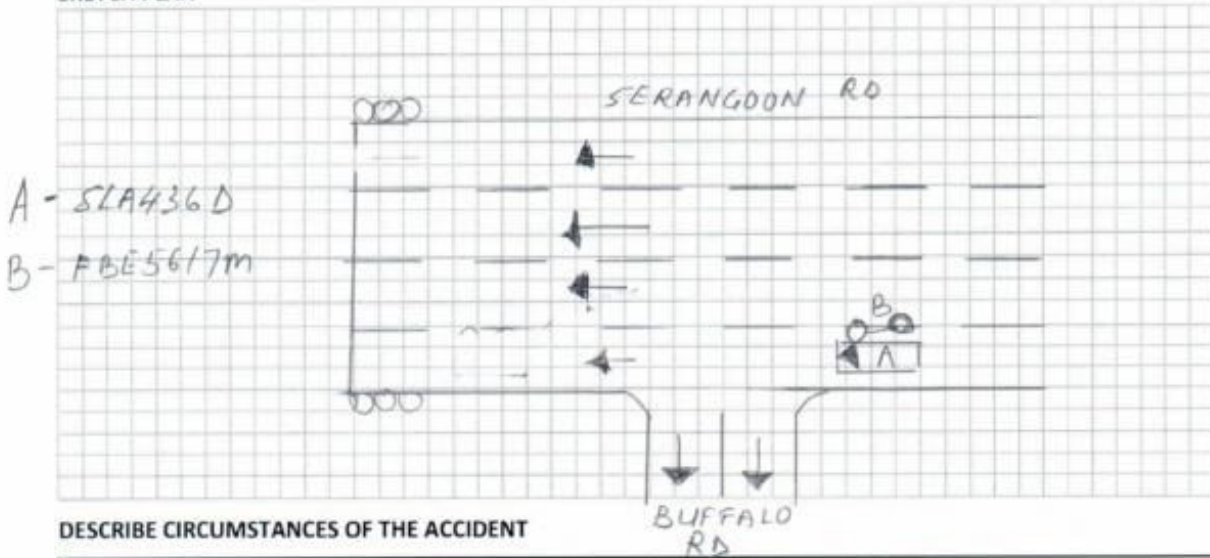 SERANGOON RD
A - SLA436D
B - FBE5617M
B
A
BUFFALO
RD
DESCRIBE CIRCUMSTANCES OF THE ACCIDENT